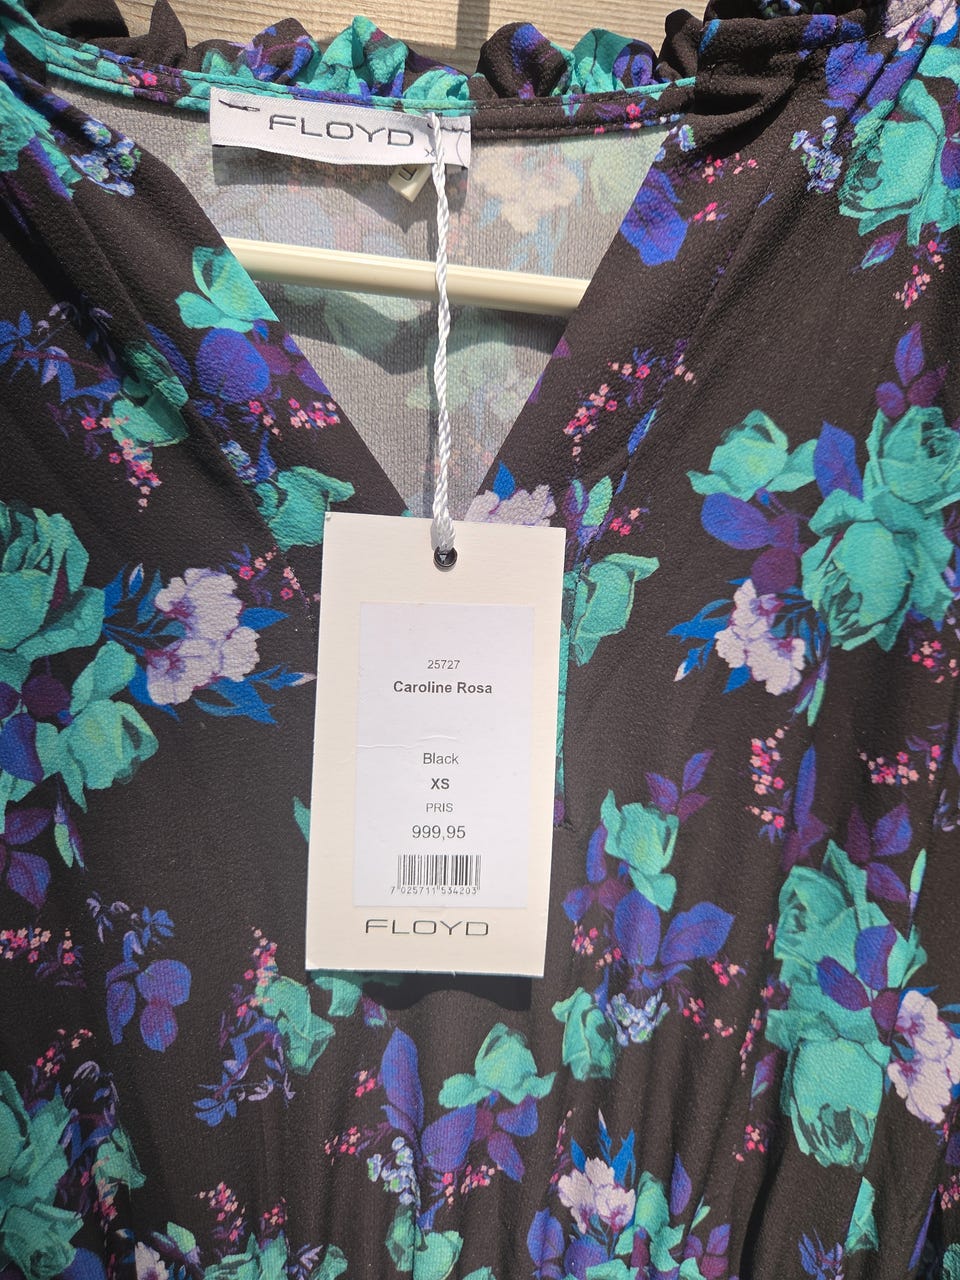 FLOYD
25727
Caroline Rosa
Black
XS
PRIS
999,95
7 025711 534203
FLOYD